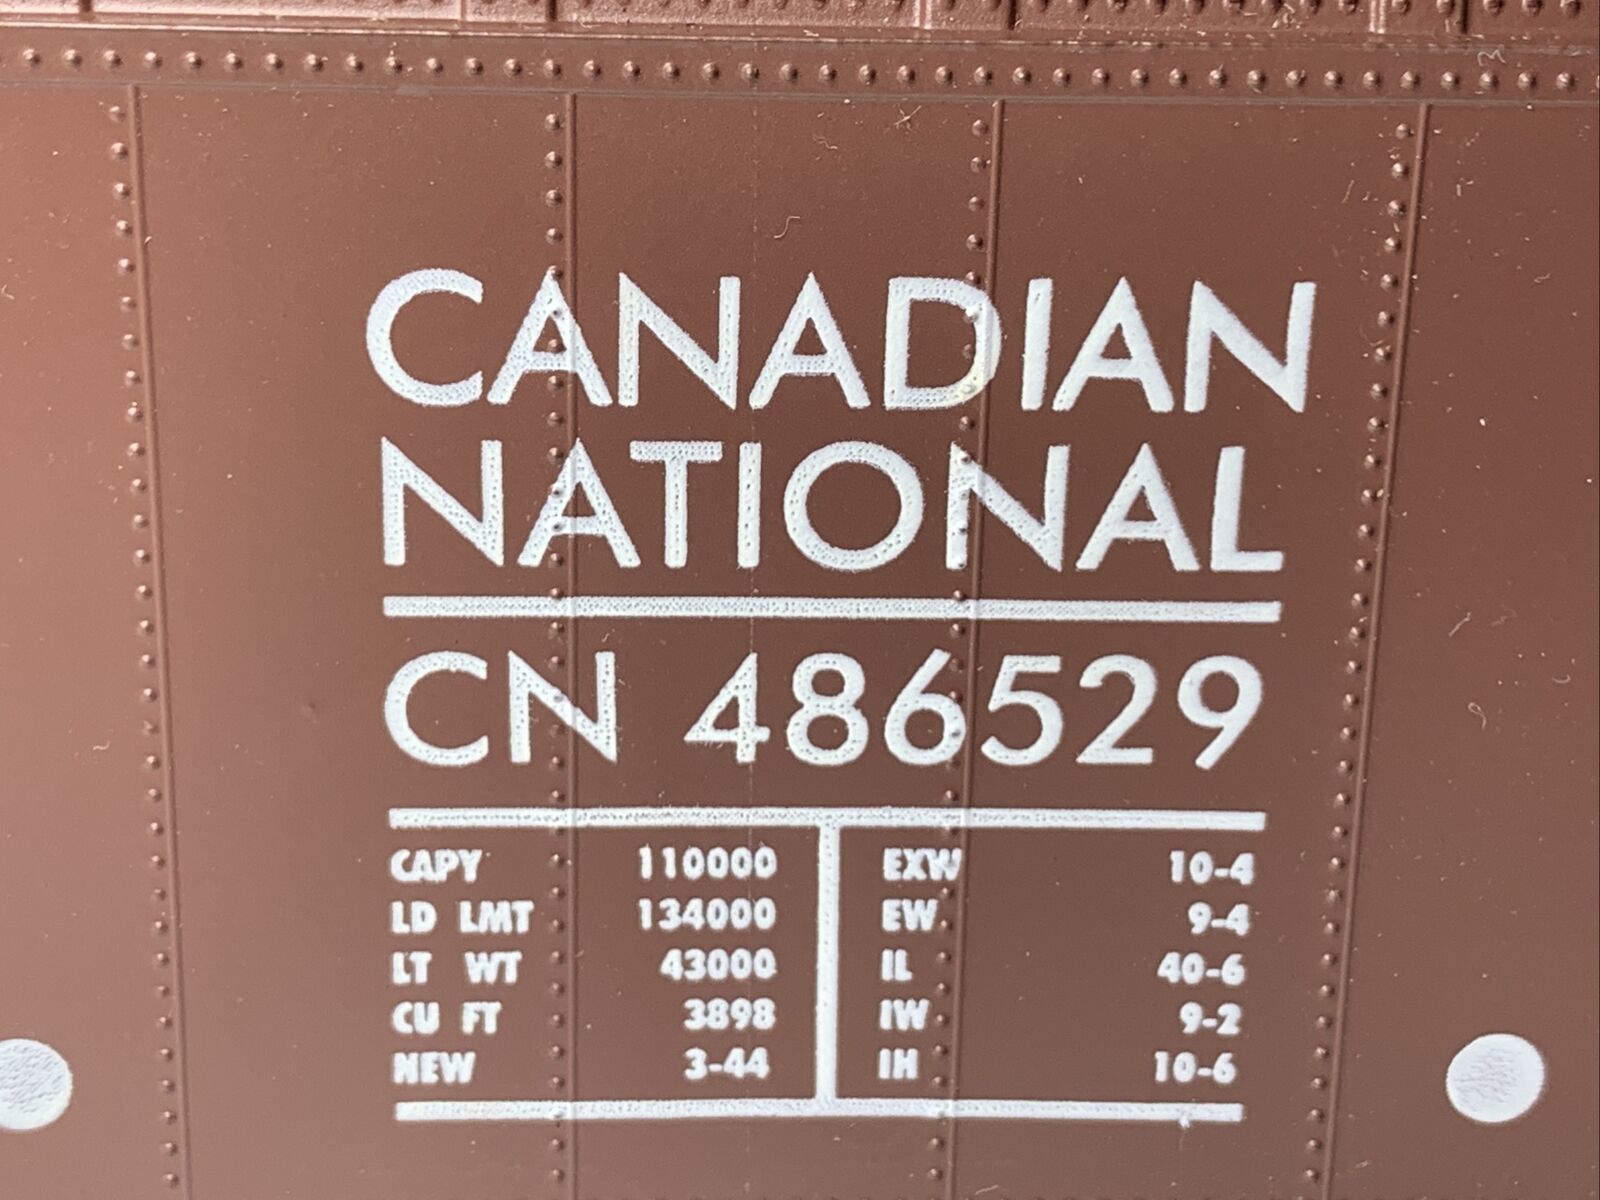 CANADIAN
NATIONAL
CN 486529
CAPY 110000 EXW 10-4
LD LMT 134000 EW 9-4
LT WT 43000 IL 40-6
CU FT 3898 IW 9-2
NEW 3-44 IH 10-6